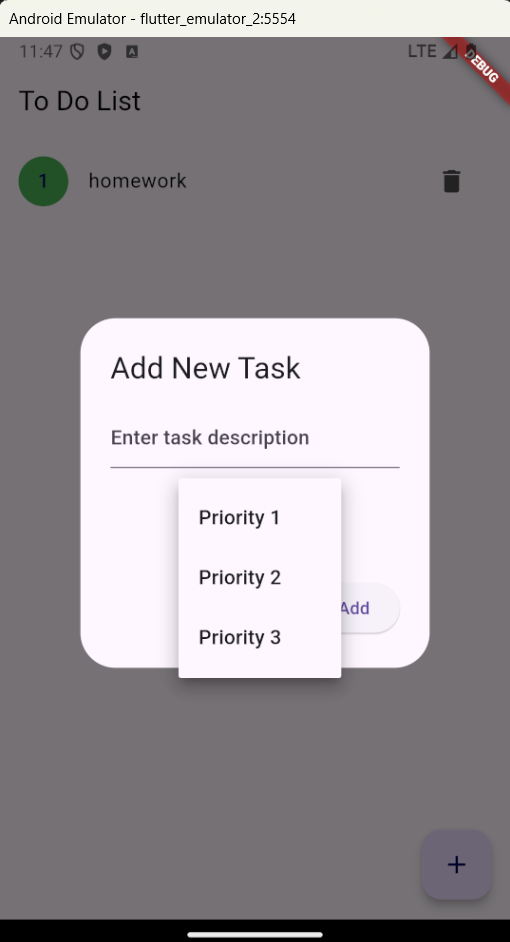 Android Emulator - flutter_emulator_2:5554
11:47 A LTE
DEBUG
To Do List
1 homework
Add New Task
Enter task description
Priority 1
Priority 2
Priority 3
Add
+